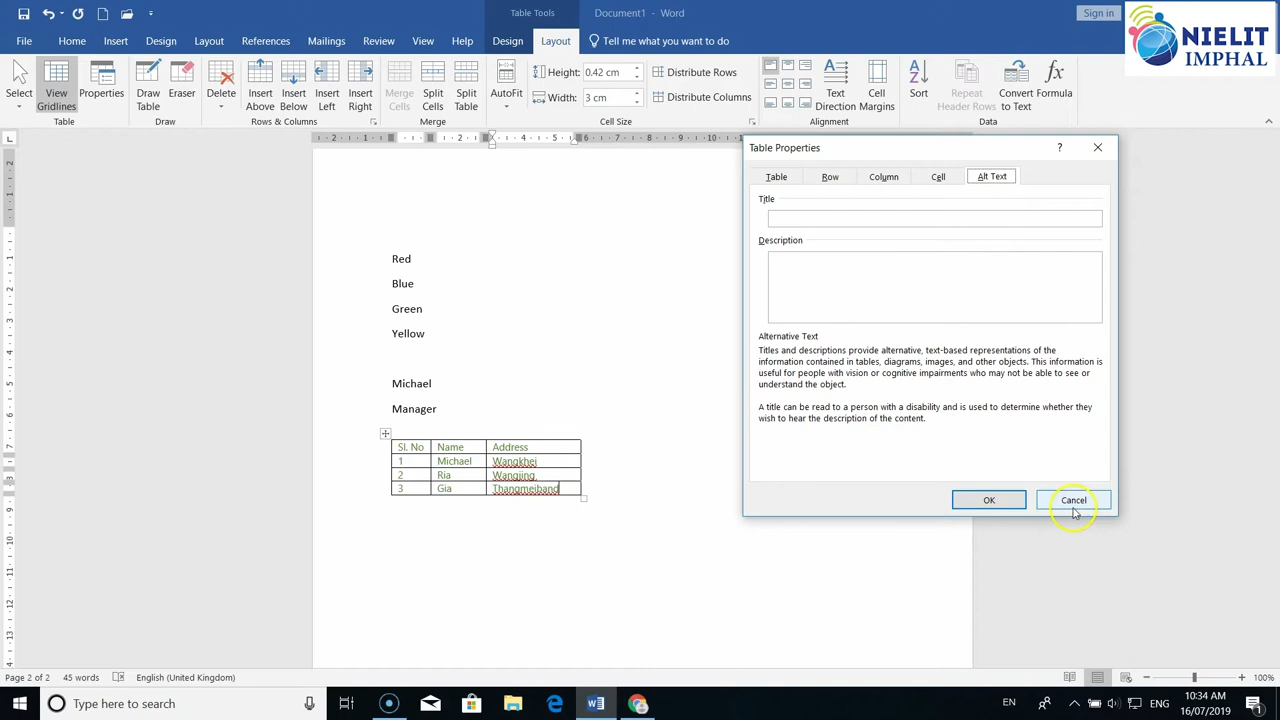 Table Tools
Document1 - Word
Sign in
NIELIT
IMPHAL
File Home Insert Design Layout References Mailings Review View Help Design Layout Tell me what you want to do
Select View Gridlines Properties Draw Table Eraser Delete Insert Above Insert Below Insert Left Insert Right Merge Cells Split Cells Split Table AutoFit
Height: 0.42 cm Distribute Rows
Width: 3 cm Distribute Columns
Text Direction Cell Margins Sort Repeat Header Rows Convert to Text Formula
Table Draw Rows & Columns Merge Cell Size Alignment Data
Red
Blue
Green
Yellow
Michael
Manager
Sl. No Name Address
1 Michael Wangkhei
2 Ria Wangjing,
3 Gia Thangmeiband
Table Properties ?
Table Row Column Cell Alt Text
Title
Description
Alternative Text
Titles and descriptions provide alternative, text-based representations of the
information contained in tables, diagrams, images, and other objects. This information is
useful for people with vision or cognitive impairments who may not be able to see or
understand the object.
A title can be read to a person with a disability and is used to determine whether they
wish to hear the description of the content.
OK Cancel
Page 2 of 2 45 words English (United Kingdom) 100%
Type here to search
EN
ENG
10:34 AM
16/07/2019
1